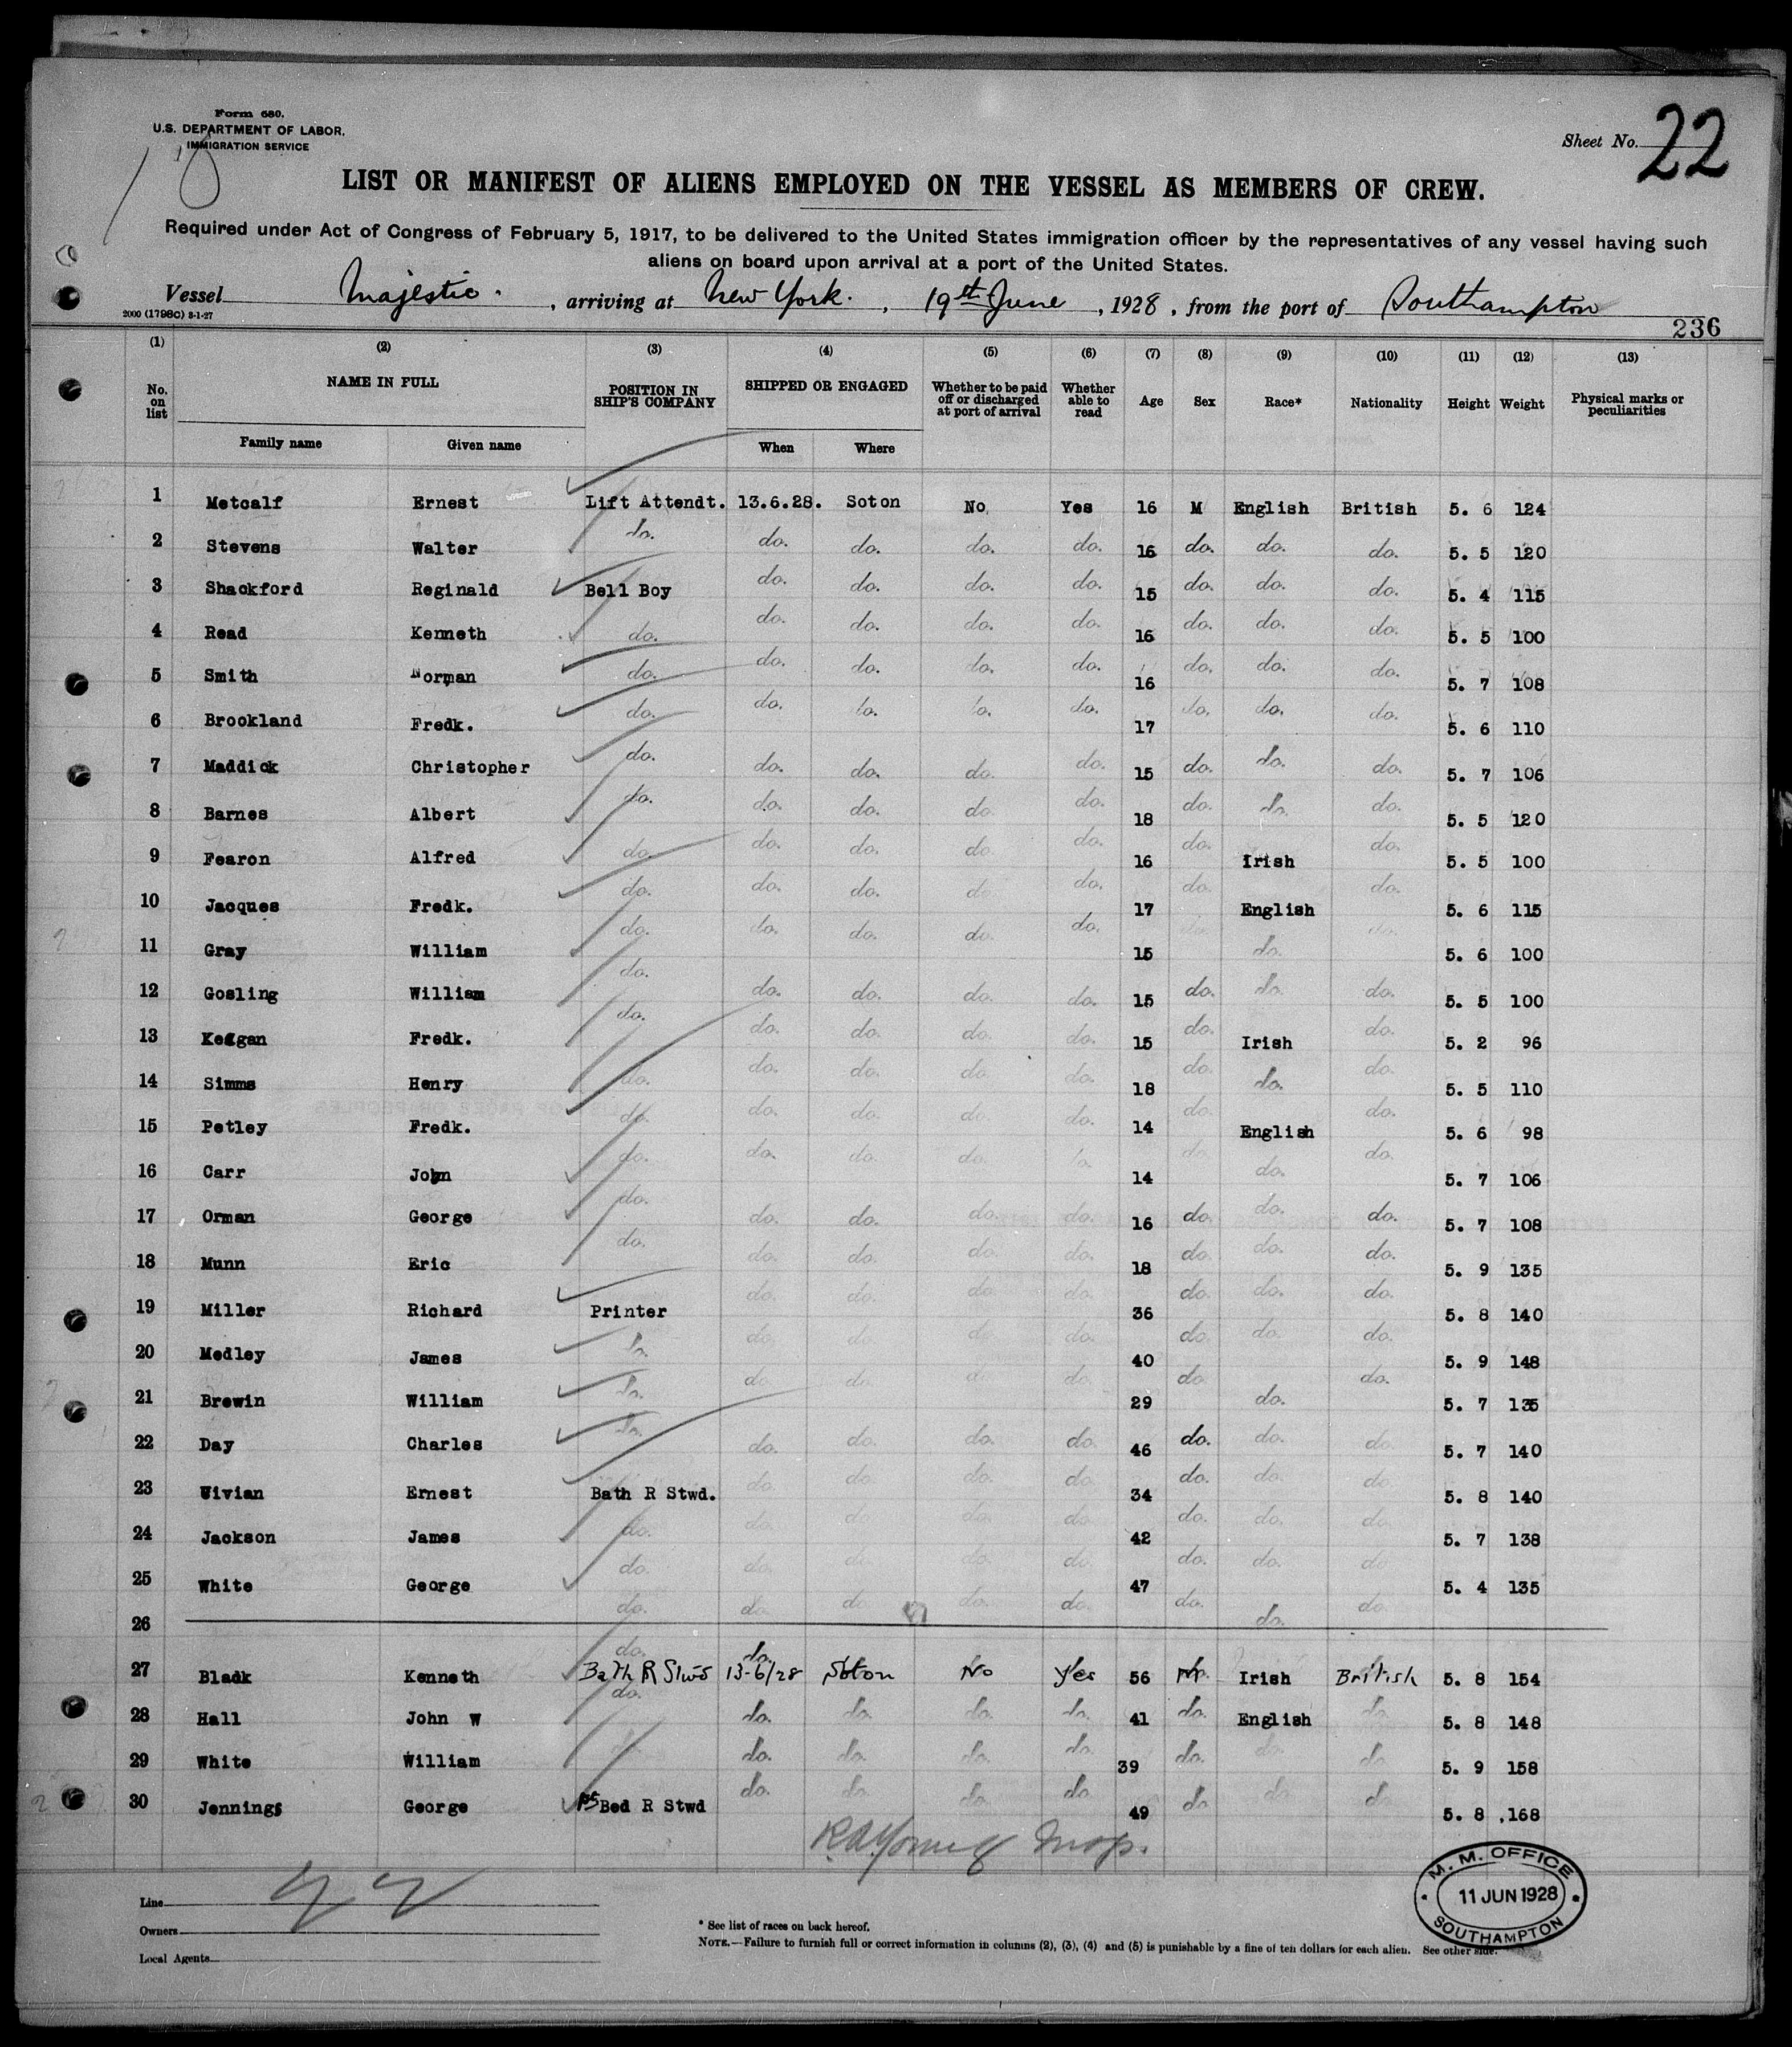 Form 680.
U.S. DEPARTMENT OF LABOR,
IMMIGRATION SERVICE
Sheet No. 22
LIST OR MANIFEST OF ALIENS EMPLOYED ON THE VESSEL AS MEMBERS OF CREW.
Required under Act of Congress of February 5, 1917, to be delivered to the United States immigration officer by the representatives of any vessel having such
aliens on board upon arrival at a port of the United States.
Vessel Majestic. , arriving at New York. , 19th June , 1928 , from the port of Southampton
2000 (1798c) 3-1-27
236
(1) (2) (3) (4) (5) (6) (7) (8) (9) (10) (11) (12) (13)
No. on list NAME IN FULL POSITION IN SHIP'S COMPANY SHIPPED OR ENGAGED Whether to be paid off or discharged at port of arrival Whether able to read Age Sex Race* Nationality Height Weight Physical marks or peculiarities
Family name Given name When Where
1 Metcalf Ernest Lift Attendt. 13.6.28. Soton No Yes 16 M English British 5. 6 124
2 Stevens Walter do. do. do. do. do. 16 do. do. do. 5. 5 120
3 Shackford Reginald Bell Boy do. do. do. do. 15 do. do. do. 5. 4 115
4 Read Kenneth do. do. do. do. do. 16 do. do. do. 5. 5 100
5 Smith Norman do. do. do. do. do. 16 do. do. do. 5. 7 108
6 Brookland Fredk. do. do. do. do. do. 17 do. do. do. 5. 6 110
7 Maddick Christopher do. do. do. do. do. 15 do. do. do. 5. 7 106
8 Barnes Albert do. do. do. do. do. 18 do. do. do. 5. 5 120
9 Fearon Alfred do. do. do. do. do. 16 do. Irish do. 5. 5 100
10 Jacques Fredk. do. do. do. do. do. 17 do. English do. 5. 6 115
11 Gray William do. do. do. do. do. 15 do. do. do. 5. 6 100
12 Gosling William do. do. do. do. do. 15 do. do. do. 5. 5 100
13 Keegan Fredk. do. do. do. do. do. 15 do. Irish do. 5. 2 96
14 Simms Henry do. do. do. do. do. 18 do. do. do. 5. 5 110
15 Petley Fredk. do. do. do. do. do. 14 do. English do. 5. 6 98
16 Carr John do. do. do. do. do. 14 do. do. do. 5. 7 106
17 Orman George do. do. do. do. do. 16 do. do. do. 5. 7 108
18 Munn Eric do. do. do. do. do. 18 do. do. do. 5. 9 135
19 Miller Richard Printer do. do. do. do. 36 do. do. do. 5. 8 140
20 Medley James do. do. do. do. do. 40 do. do. do. 5. 9 148
21 Brewin William do. do. do. do. do. 29 do. do. do. 5. 7 135
22 Day Charles do. do. do. do. do. 46 do. do. do. 5. 7 140
23 Vivian Ernest Bath R Stwd. do. do. do. do. 34 do. do. do. 5. 8 140
24 Jackson James do. do. do. do. do. 42 do. do. do. 5. 7 138
25 White George do. do. do. do. do. 47 do. do. do. 5. 4 135
26 do. do. do. do. do. do. do. do.
27 Bladk Kenneth Bath R Stwd 13-6/28 Soton No Yes 56 M. Irish British 5. 8 154
28 Hall John W do. do. do. do. do. 41 do. English do. 5. 8 148
29 White William do. do. do. do. 39 do. do. do. 5. 9 158
30 Jennings George Bed R Stwd do. do. do. do. 49 do do. do. 5. 8 168
Line
Owners
Local Agents
* See list of races on back hereof.
NOTE.—Failure to furnish full or correct information in columns (2), (3), (4) and (5) is punishable by a fine of ten dollars for each alien. See other side.
M. M. OFFICE
11 JUN 1928
SOUTHAMPTON